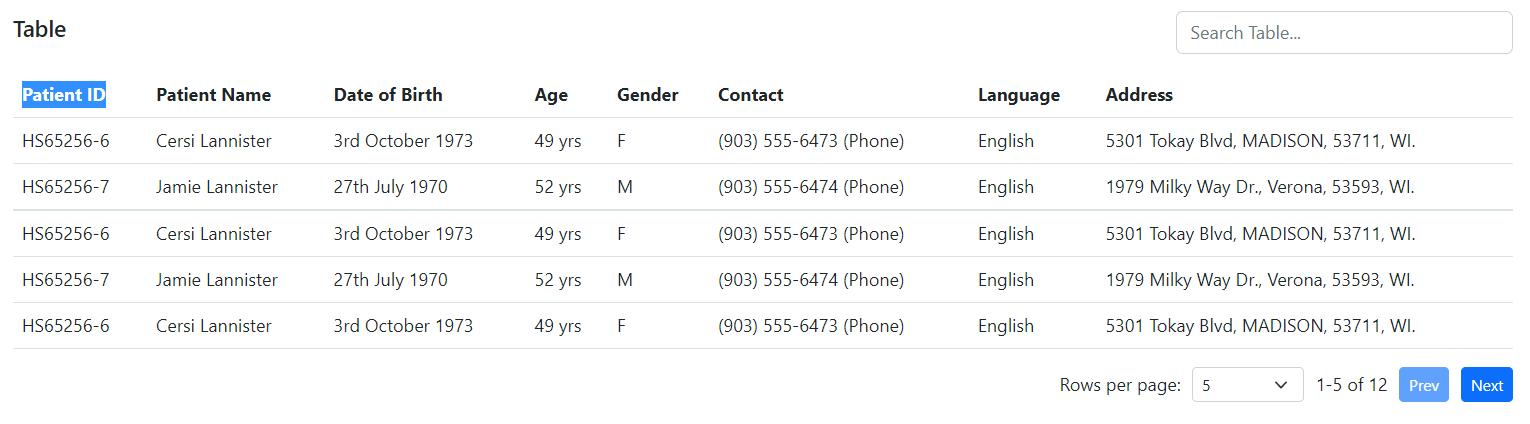 Table
Search Table...
Patient ID Patient Name Date of Birth Age Gender Contact Language Address
HS65256-6 Cersi Lannister 3rd October 1973 49 yrs F (903) 555-6473 (Phone) English 5301 Tokay Blvd, MADISON, 53711, WI.
HS65256-7 Jamie Lannister 27th July 1970 52 yrs M (903) 555-6474 (Phone) English 1979 Milky Way Dr., Verona, 53593, WI.
HS65256-6 Cersi Lannister 3rd October 1973 49 yrs F (903) 555-6473 (Phone) English 5301 Tokay Blvd, MADISON, 53711, WI.
HS65256-7 Jamie Lannister 27th July 1970 52 yrs M (903) 555-6474 (Phone) English 1979 Milky Way Dr., Verona, 53593, WI.
HS65256-6 Cersi Lannister 3rd October 1973 49 yrs F (903) 555-6473 (Phone) English 5301 Tokay Blvd, MADISON, 53711, WI.
Rows per page: 5 1-5 of 12 Prev Next